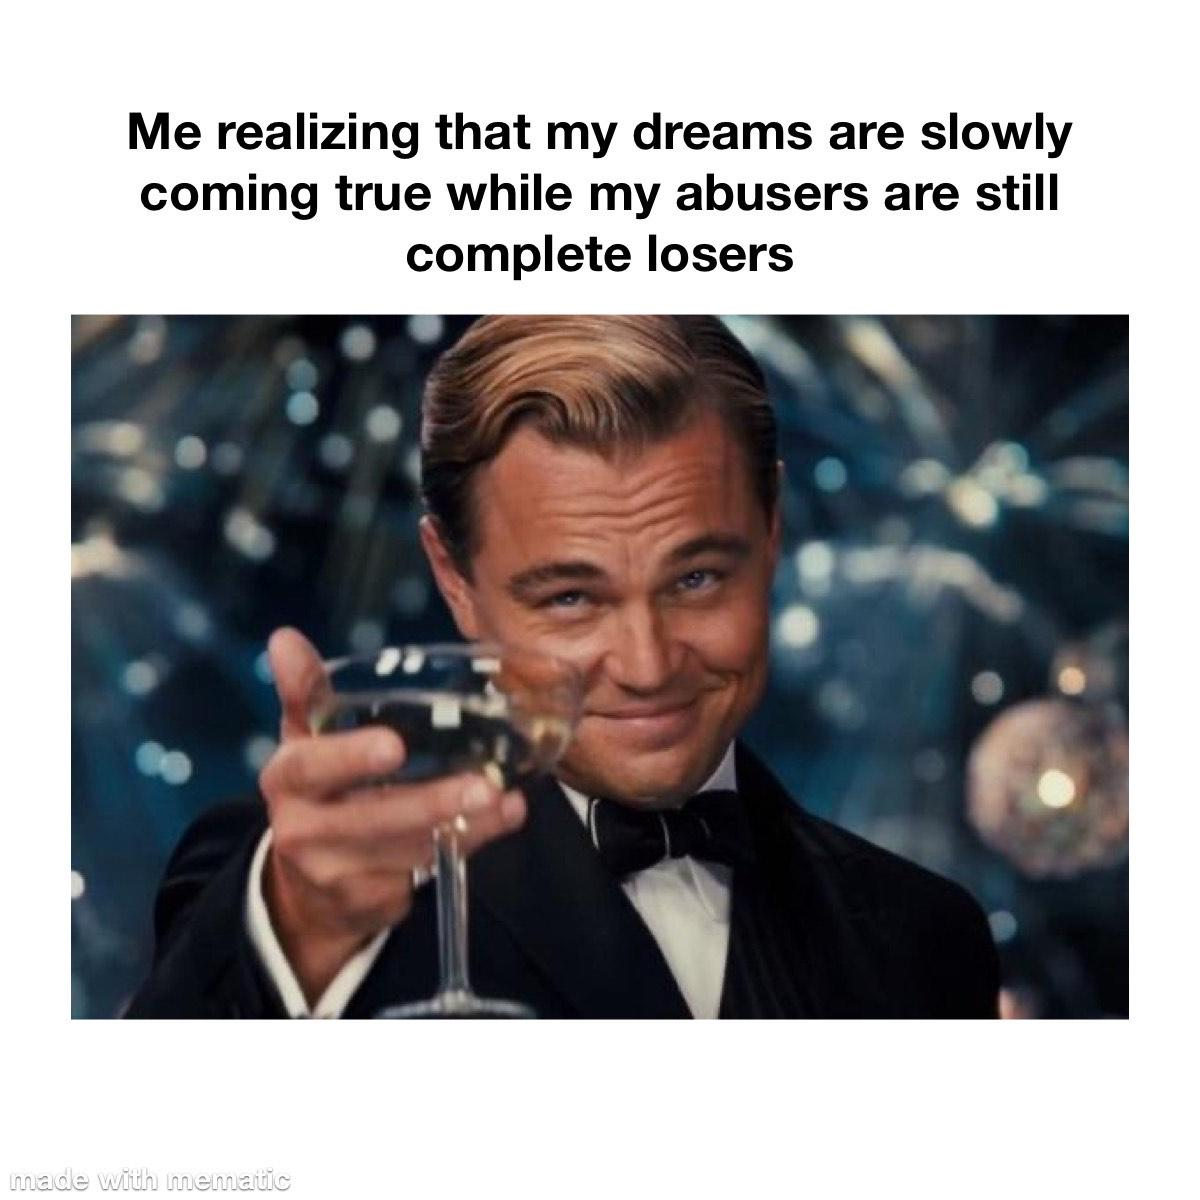 Me realizing that my dreams are slowly
coming true while my abusers are still
complete losers
made with mematic